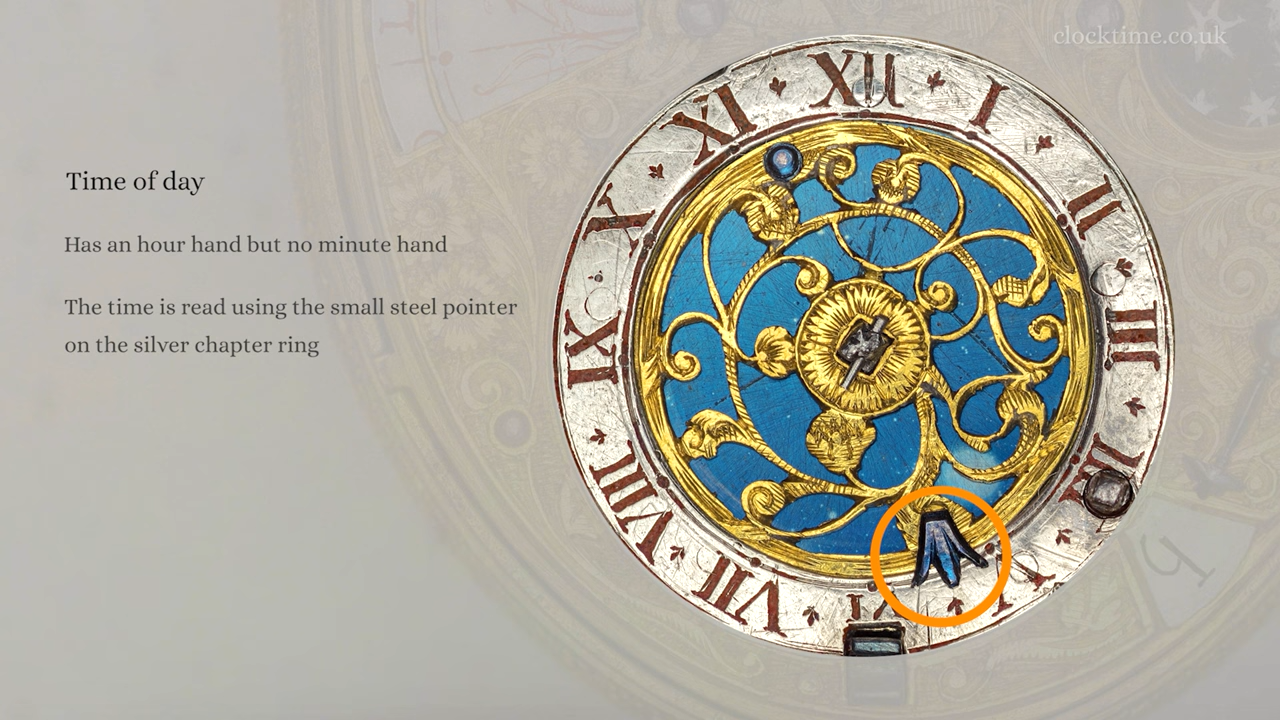 clocktime.co.uk
Time of day
Has an hour hand but no minute hand
The time is read using the small steel pointer
on the silver chapter ring
XII
I
II
III
VI
VII
VIII
IX
X
XI